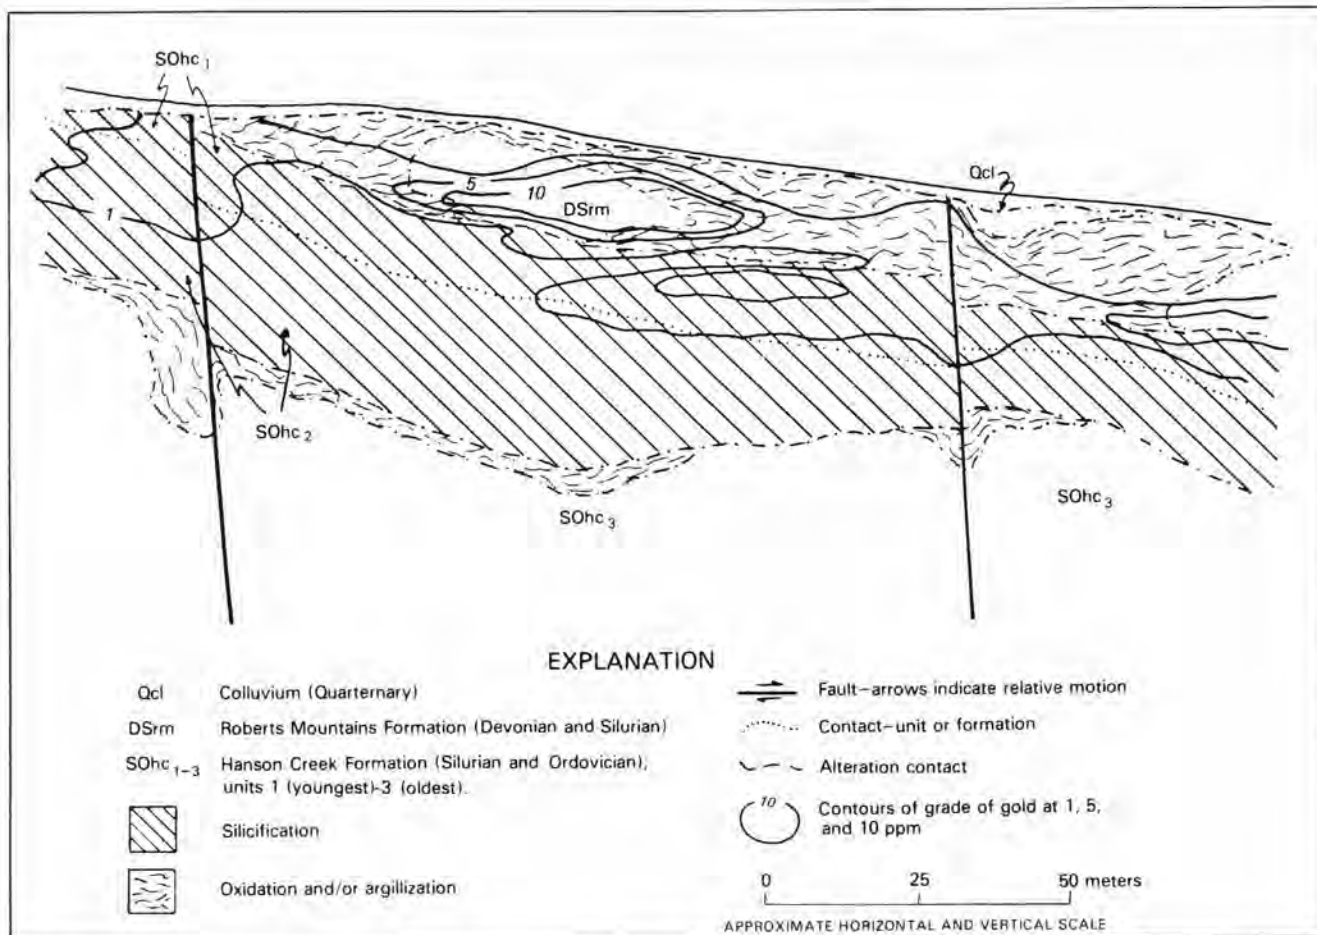 SOhc 1
Qcl
5
10
DSrm
1
SOhc 2
SOhc 3
SOhc 3
EXPLANATION
Qcl Colluvium (Quarternary)
DSrm Roberts Mountains Formation (Devonian and Silurian)
SOhc 1-3 Hanson Creek Formation (Silurian and Ordovician);
units 1 (youngest)-3 (oldest).
Silicification
Oxidation and/or argillization
Fault-arrows indicate relative motion
Contact-unit or formation
Alteration contact
10
Contours of grade of gold at 1, 5,
and 10 ppm
0 25 50 meters
APPROXIMATE HORIZONTAL AND VERTICAL SCALE